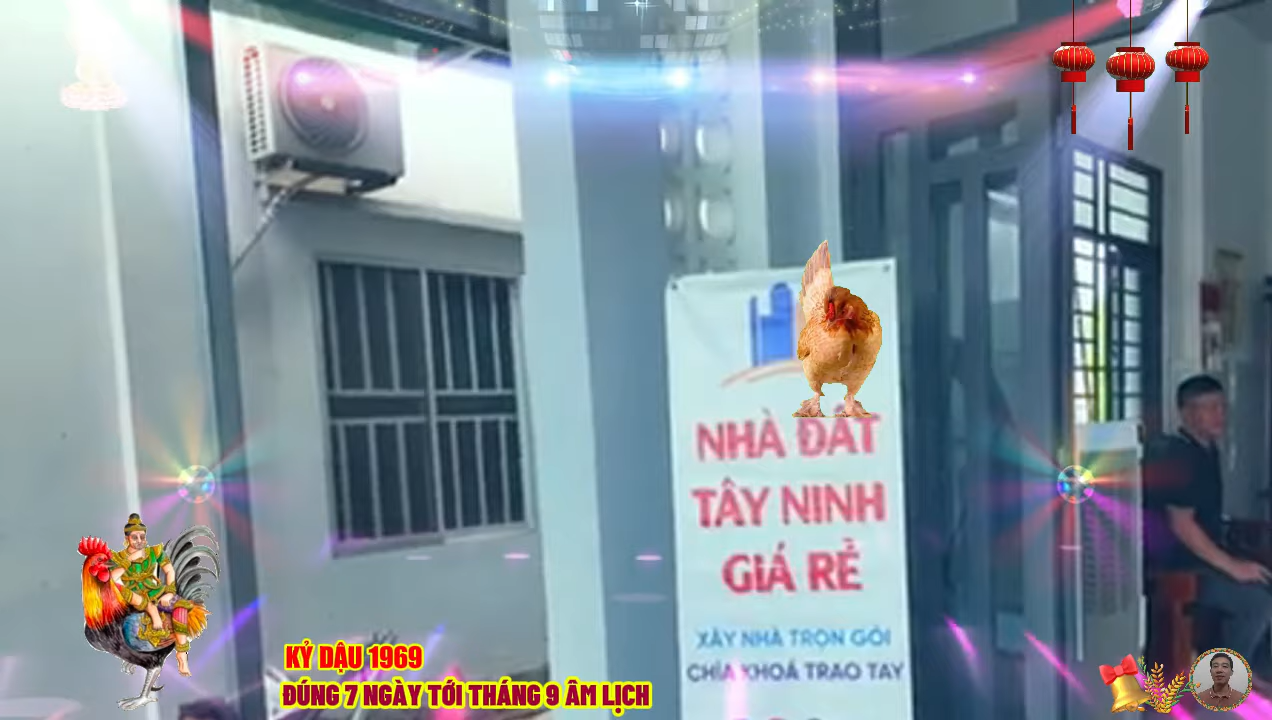 NHÀ ĐẤT
TÂY NINH
GIÁ RẺ
XÂY NHÀ TRỌN GÓI
CHÌA KHOÁ TRAO TAY
KỶ DẬU 1969
ĐÚNG 7 NGÀY TỚI THÁNG 9 ÂM LỊCH